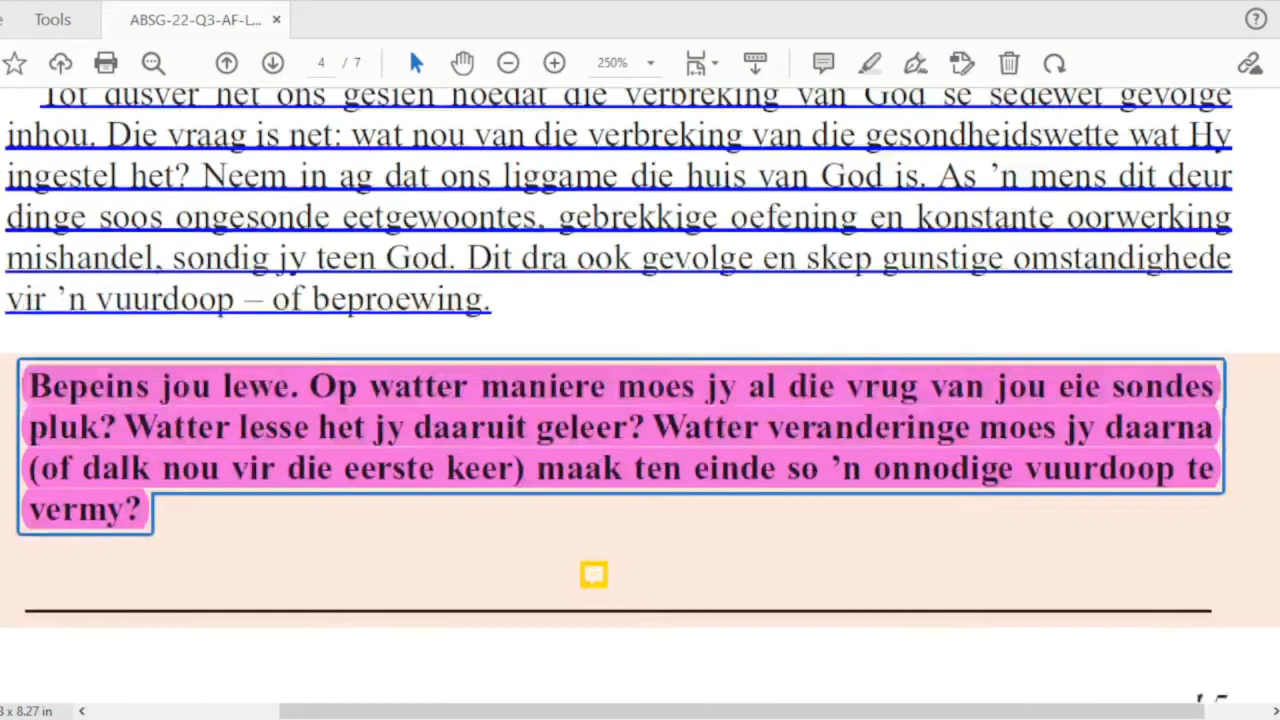 Tools
ABSG-22-Q3-AF-L... ×
4 / 7
250%
Tot dusver het ons gesien hoedat die verbreking van God se sedewet gevolge
inhou. Die vraag is net: wat nou van die verbreking van die gesondheidswette wat Hy
ingestel het? Neem in ag dat ons liggame die huis van God is. As ’n mens dit deur
dinge soos ongesonde eetgewoontes, gebrekkige oefening en konstante oorwerking
mishandel, sondig jy teen God. Dit dra ook gevolge en skep gunstige omstandighede
vir ’n vuurdoop – of beproewing.
Bepeins jou lewe. Op watter maniere moes jy al die vrug van jou eie sondes
pluk? Watter lesse het jy daaruit geleer? Watter veranderinge moes jy daarna
(of dalk nou vir die eerste keer) maak ten einde so ’n onnodige vuurdoop te
vermy?
x 8.27 in